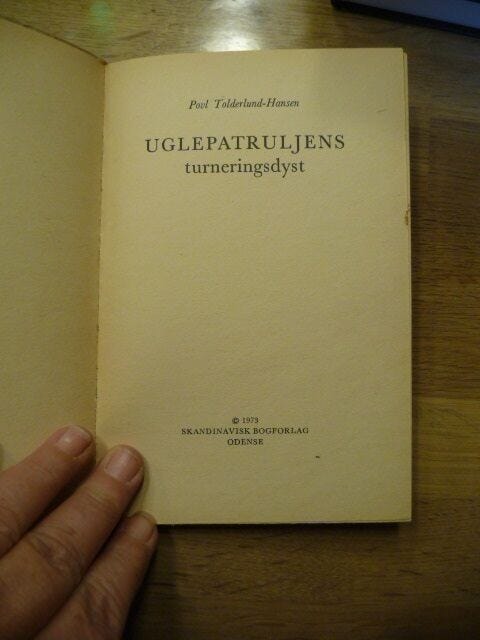 Povl Tolderlund-Hansen
UGLEPATRULJENS
turneringsdyst
© 1973
SKANDINAVISK BOGFORLAG
ODENSE